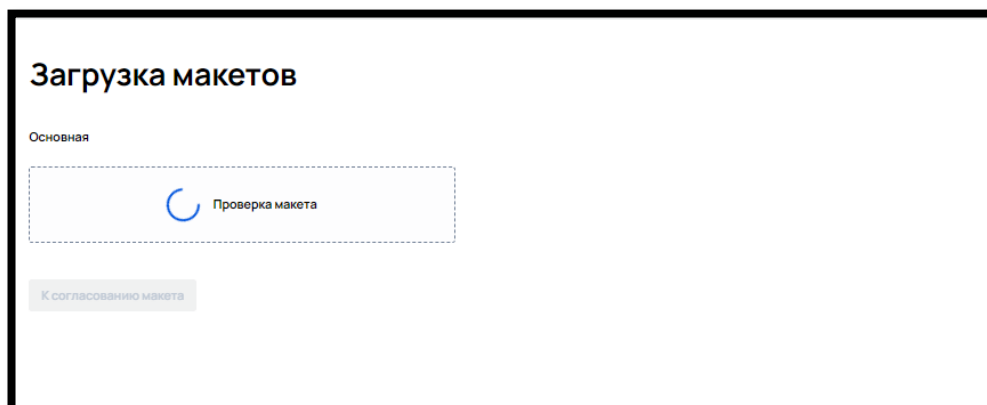 Загрузка макетов
Основная
Проверка макета
К согласованию макета